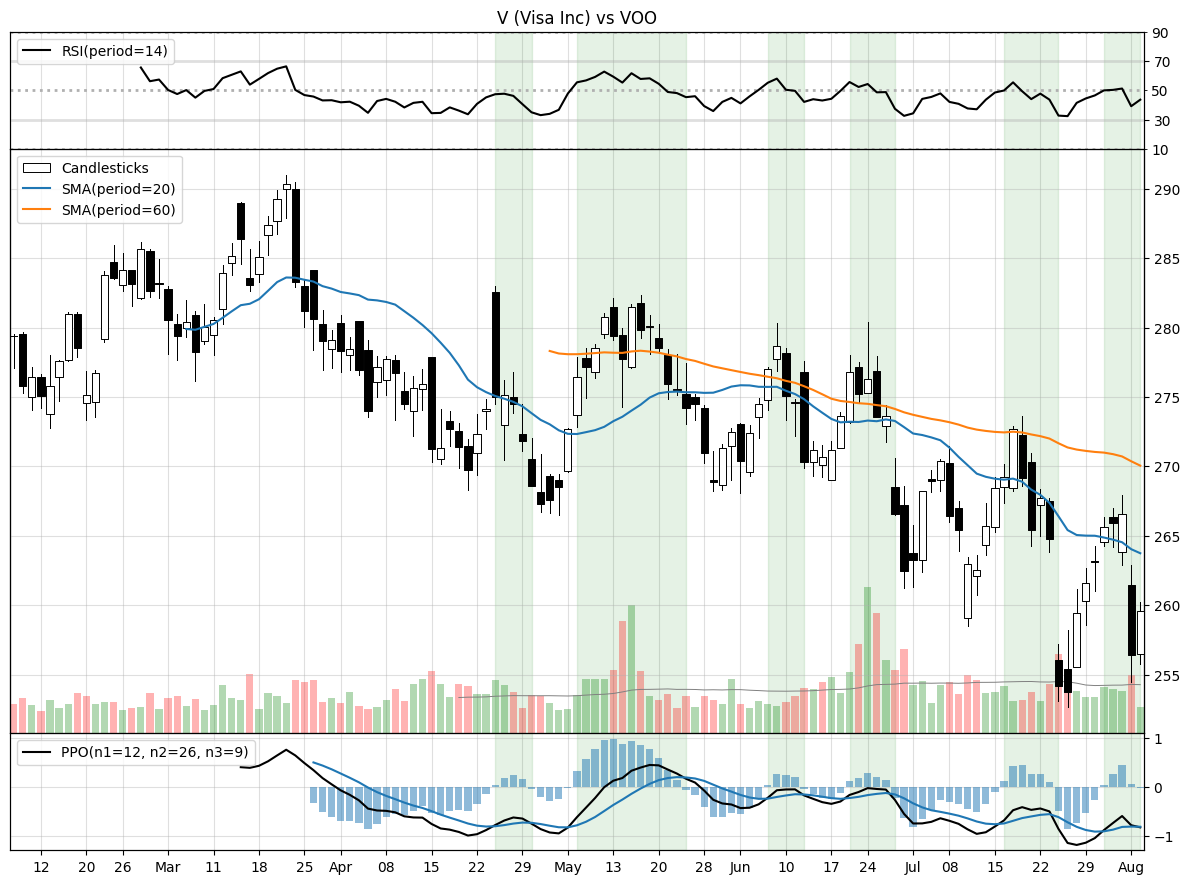 V (Visa Inc) vs VOO
RSI(period=14)
90
70
50
30
10
Candlesticks
SMA(period=20)
SMA(period=60)
290
285
280
275
270
265
260
255
PPO(n1=12, n2=26, n3=9)
1
0
−1
12 20 26 Mar 11 18 25 Apr 08 15 22 29 May 13 20 28 Jun 10 17 24 Jul 08 15 22 29 Aug